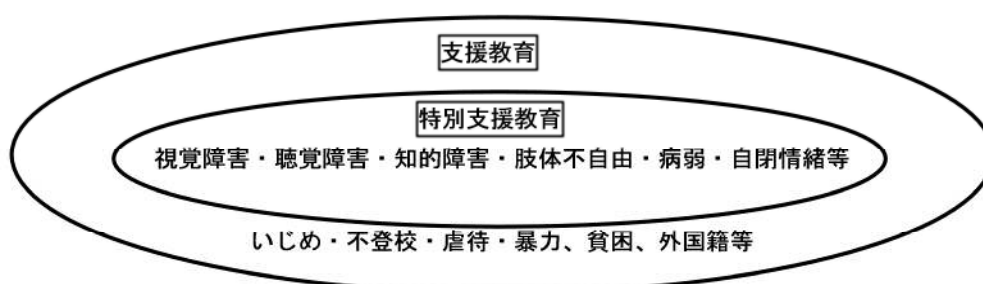 支援教育
特別支援教育
視覚障害・聴覚障害・知的障害・肢体不自由・病弱・自閉情緒等
いじめ・不登校・虐待・暴力、貧困、外国籍等